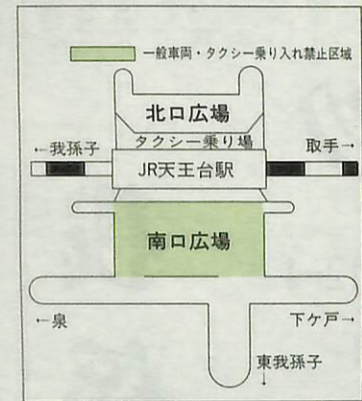 一般車両・タクシー乗り入れ禁止区域
北口広場
タクシー乗り場
←我孫子
取手→
JR天王台駅
南口広場
←泉
下ケ戸→
東我孫子
↓